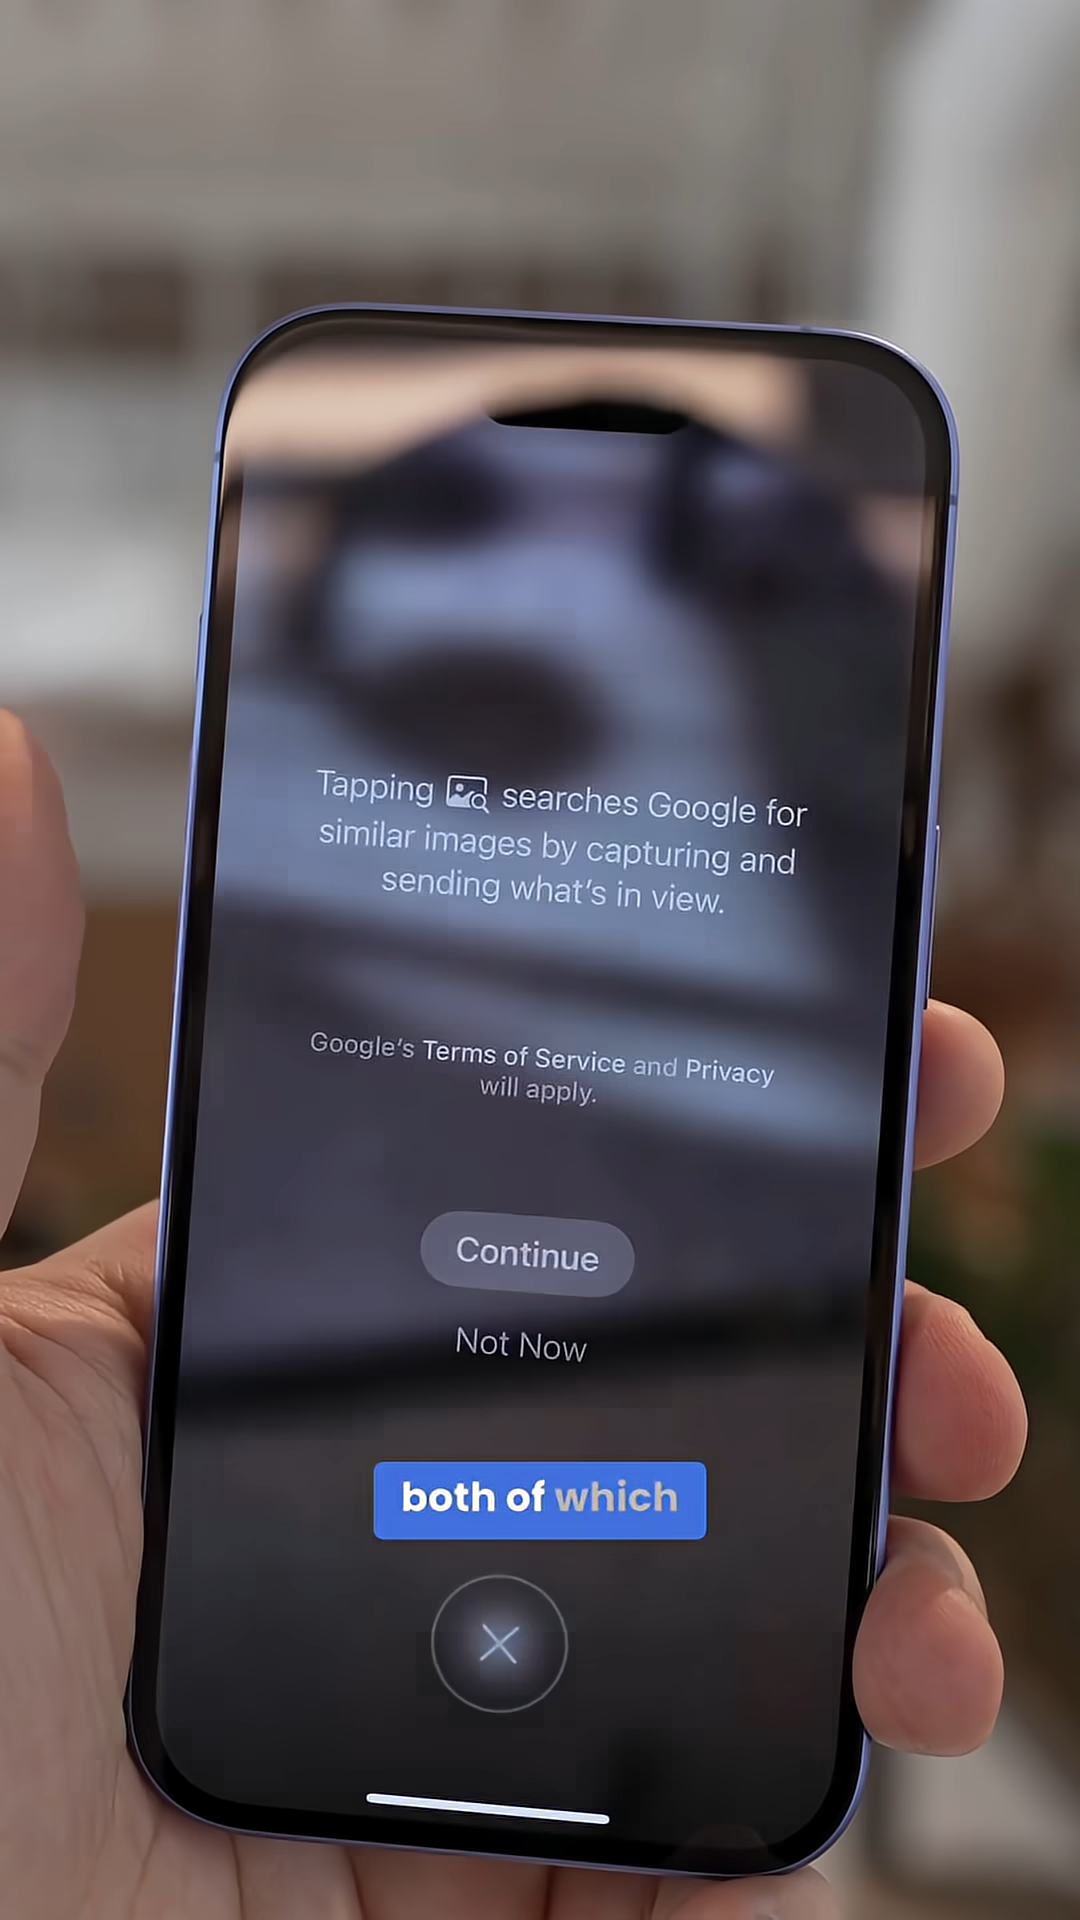 Tapping searches Google for
similar images by capturing and
sending what's in view.
Google's Terms of Service and Privacy
will apply.
Continue
Not Now
both of which